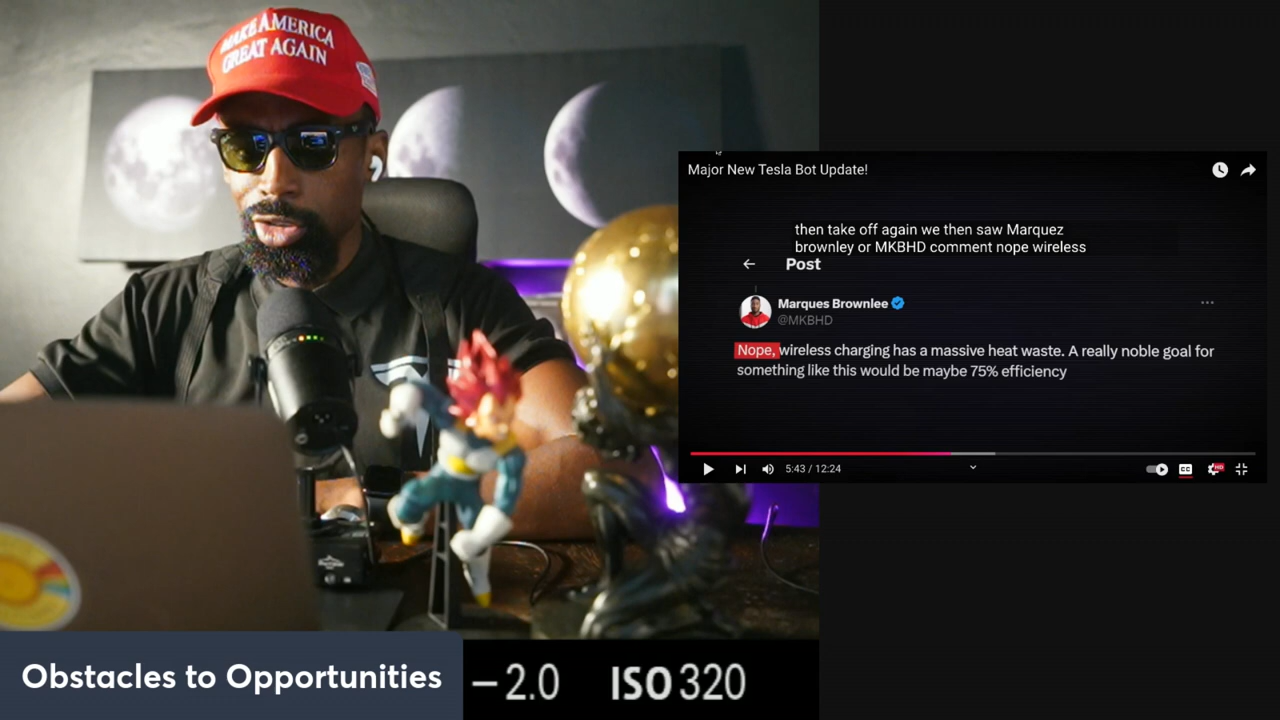 MAKE AMERICA
GREAT AGAIN
Major New Tesla Bot Update!
then take off again we then saw Marquez
brownley or MKBHD comment nope wireless
Post
Marques Brownlee
@MKBHD
Nope, wireless charging has a massive heat waste. A really noble goal for
something like this would be maybe 75% efficiency
5:43 / 12:24
CC
HD
Obstacles to Opportunities
–2.0 ISO 320